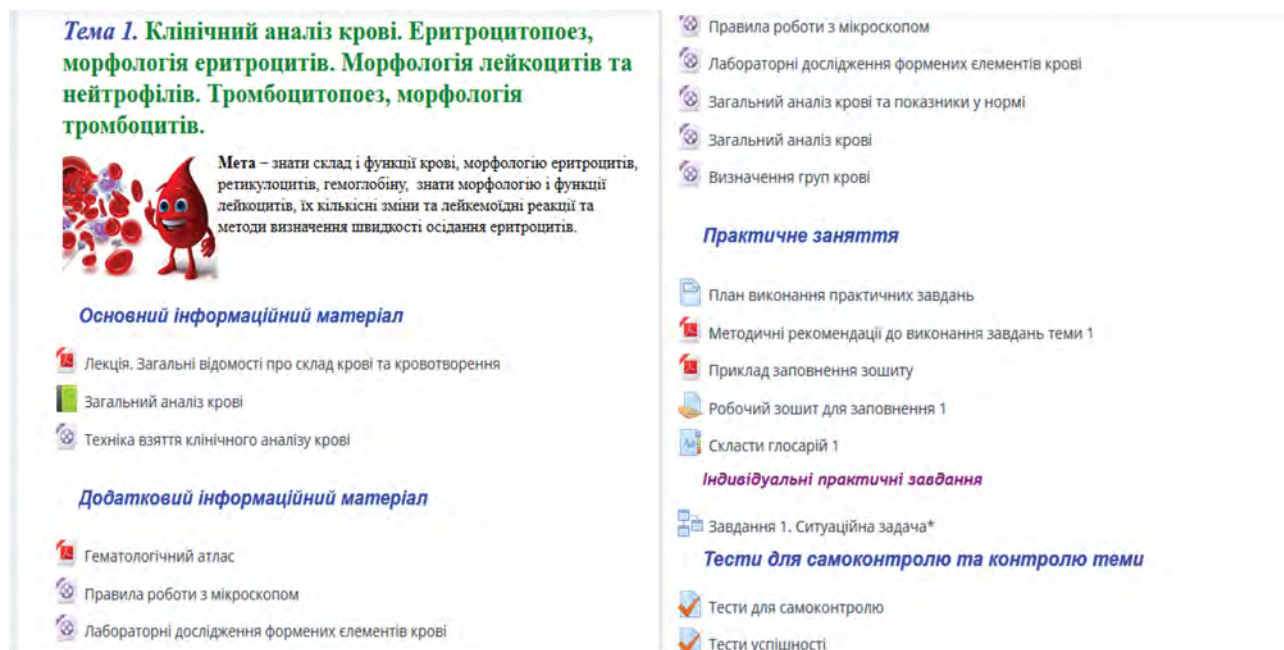 Тема 1. Клінічний аналіз крові. Еритроцитопоез,
морфологія еритроцитів. Морфологія лейкоцитів та
нейтрофілів. Тромбоцитопоез, морфологія
тромбоцитів.
Мета – знати склад і функції крові, морфологію еритроцитів,
ретикулоцитів, гемоглобіну, знати морфологію і функції
лейкоцитів, їх кількісні зміни та лейкемоїдні реакції та
методи визначення швидкості осідання еритроцитів.
Основний інформаційний матеріал
Лекція. Загальні відомості про склад крові та кровотворення
Загальний аналіз крові
Техніка взяття клінічного аналізу крові
Додатковий інформаційний матеріал
Гематологічний атлас
Правила роботи з мікроскопом
Лабораторні дослідження формених єлементів крові
Правила роботи з мікроскопом
Лабораторні дослідження формених єлементів крові
Загальний аналіз крові та показники у нормі
Загальний аналіз крові
Визначення груп крові
Практичне заняття
План виконання практичних завдань
Методичні рекомендації до виконання завдань теми 1
Приклад заповнення зошиту
Робочий зошит для заповнення 1
Скласти глосарій 1
Індивідуальні практичні завдання
Завдання 1. Ситуаційна задача*
Тести для самоконтролю та контролю теми
Тести для самоконтролю
Тести успішності